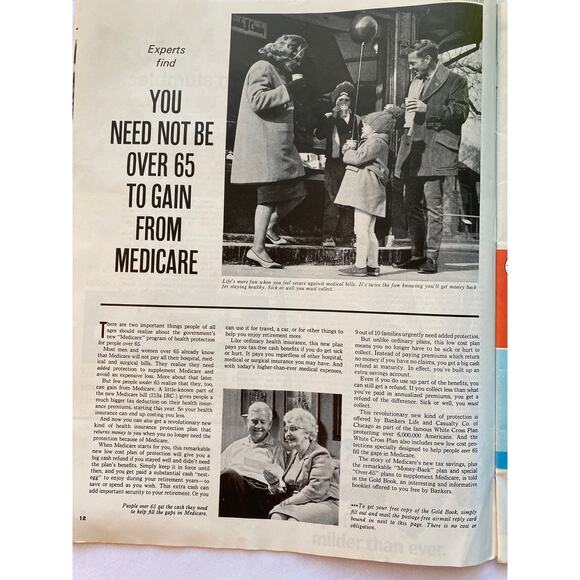 Experts
find
YOU
NEED NOT BE
OVER 65
TO GAIN
FROM
MEDICARE
Life's more fun when you feel secure against medical bills. It's twice the fun knowing you'll get money back
for staying healthy. Sick or well you must collect.
There are two important things people of all
ages should realize about the government's
new "Medicare" program of health protection
for people over 65.
Most men and women over 65 already know
that Medicare will not pay all their hospital, med-
ical and surgical bills. They realize they need
added protection to supplement Medicare and
avoid an expensive loss. More about that later.
But few people under 65 realize that they, too,
can gain from Medicare. A little-known part of
the new Medicare bill (213a IRC.) gives people a
much bigger tax deduction on their health insur-
ance premiums, starting this year. So your health
insurance can end up costing you less.
And now you can also get a revolutionary new
kind of health insurance protection plan that
returns money to you when you no longer need the
protection because of Medicare.
When Medicare starts for you, this remarkable
new low cost plan of protection will give you a
big cash refund if you stayed well and didn't need
the plan's benefits. Simply keep it in force until
then, and you get paid a substantial cash "nest-
egg" to enjoy during your retirement years—to
save or spend as you wish. This extra cash can
add important security to your retirement. Or you
People over 65 get the cash they need
to help fill the gaps in Medicare.
12
can use it for travel, a car, or for other things to
help you enjoy retirement more.
Like ordinary health insurance, this new plan
pays you tax-free cash benefits if you do get sick
or hurt. It pays you regardless of other hospital,
medical or surgical insurance you may have. And
with today's higher-than-ever medical expenses,
9 out of 10 families urgently need added protection.
But unlike ordinary plans, this low cost plan
means you no longer have to be sick or hurt to
collect. Instead of paying premiums which return
no money if you have no claims, you get a big cash
refund at maturity. In effect, you've built up an
extra savings account.
Even if you do use up part of the benefits, you
can still get a refund. If you collect less than what
you've paid in annualized premiums, you get a
refund of the difference. Sick or well, you must
collect.
This revolutionary new kind of protection is
offered by Bankers Life and Casualty Co. of
Chicago as part of the famous White Cross Plan
protecting over 6,000,000 Americans. And the
White Cross Plan also includes new low cost pro-
tections specially designed to help people over 65
fill the gaps in Medicare.
The story of Medicare's new tax savings, plus
the remarkable "Money-Back" plan and special
"Over-65" plans to supplement Medicare, is told
in the Gold Book, an interesting and informative
booklet offered to you free by Bankers.
•••To get your free copy of the Gold Book, simply
fill out and mail the postage-free airmail reply card
bound in next to this page. There is no cost or
obligation.
milder than ever.